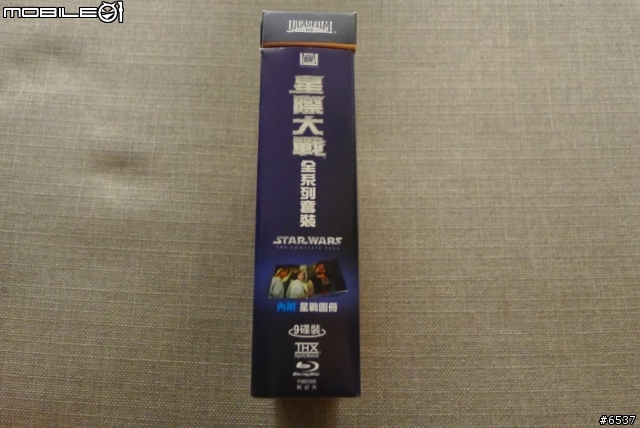 MOBILE01
LUCASFILM
星際大戰
全系列套裝
STAR WARS
THE COMPLETE SAGA
內附 星戰圖冊
9碟裝
THX
Blu-ray Disc
#6537